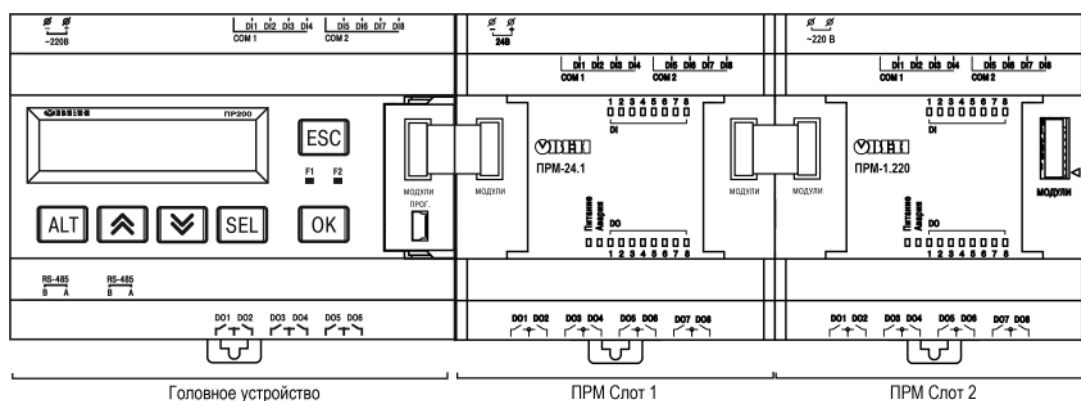 DI1 DI2 DI3 DI4 DI5 DI6 DI7 DI8
~220В COM 1 COM 2
24В
DI1 DI2 DI3 DI4 DI5 DI6 DI7 DI8
COM 1 COM 2
~220 В
DI1 DI2 DI3 DI4 DI5 DI6 DI7 DI8
COM 1 COM 2
ОВЕН ПР200
ESC
F1 F2
ALT SEL OK
МОДУЛИ
ПРОГ.
RS-485 RS-485
B A B A
DO1 DO2 DO3 DO4 DO5 DO6
МОДУЛИ
1 2 3 4 5 6 7 8
DI
ОВЕН
ПРМ-24.1
Питание
Авария
DO
1 2 3 4 5 6 7 8
МОДУЛИ
DO1 DO2 DO3 DO4 DO5 DO6 DO7 DO8
МОДУЛИ
1 2 3 4 5 6 7 8
DI
ОВЕН
ПРМ-1.220
Питание
Авария
DO
1 2 3 4 5 6 7 8
МОДУЛИ
DO1 DO2 DO3 DO4 DO5 DO6 DO7 DO8
Головное устройство ПРМ Слот 1 ПРМ Слот 2